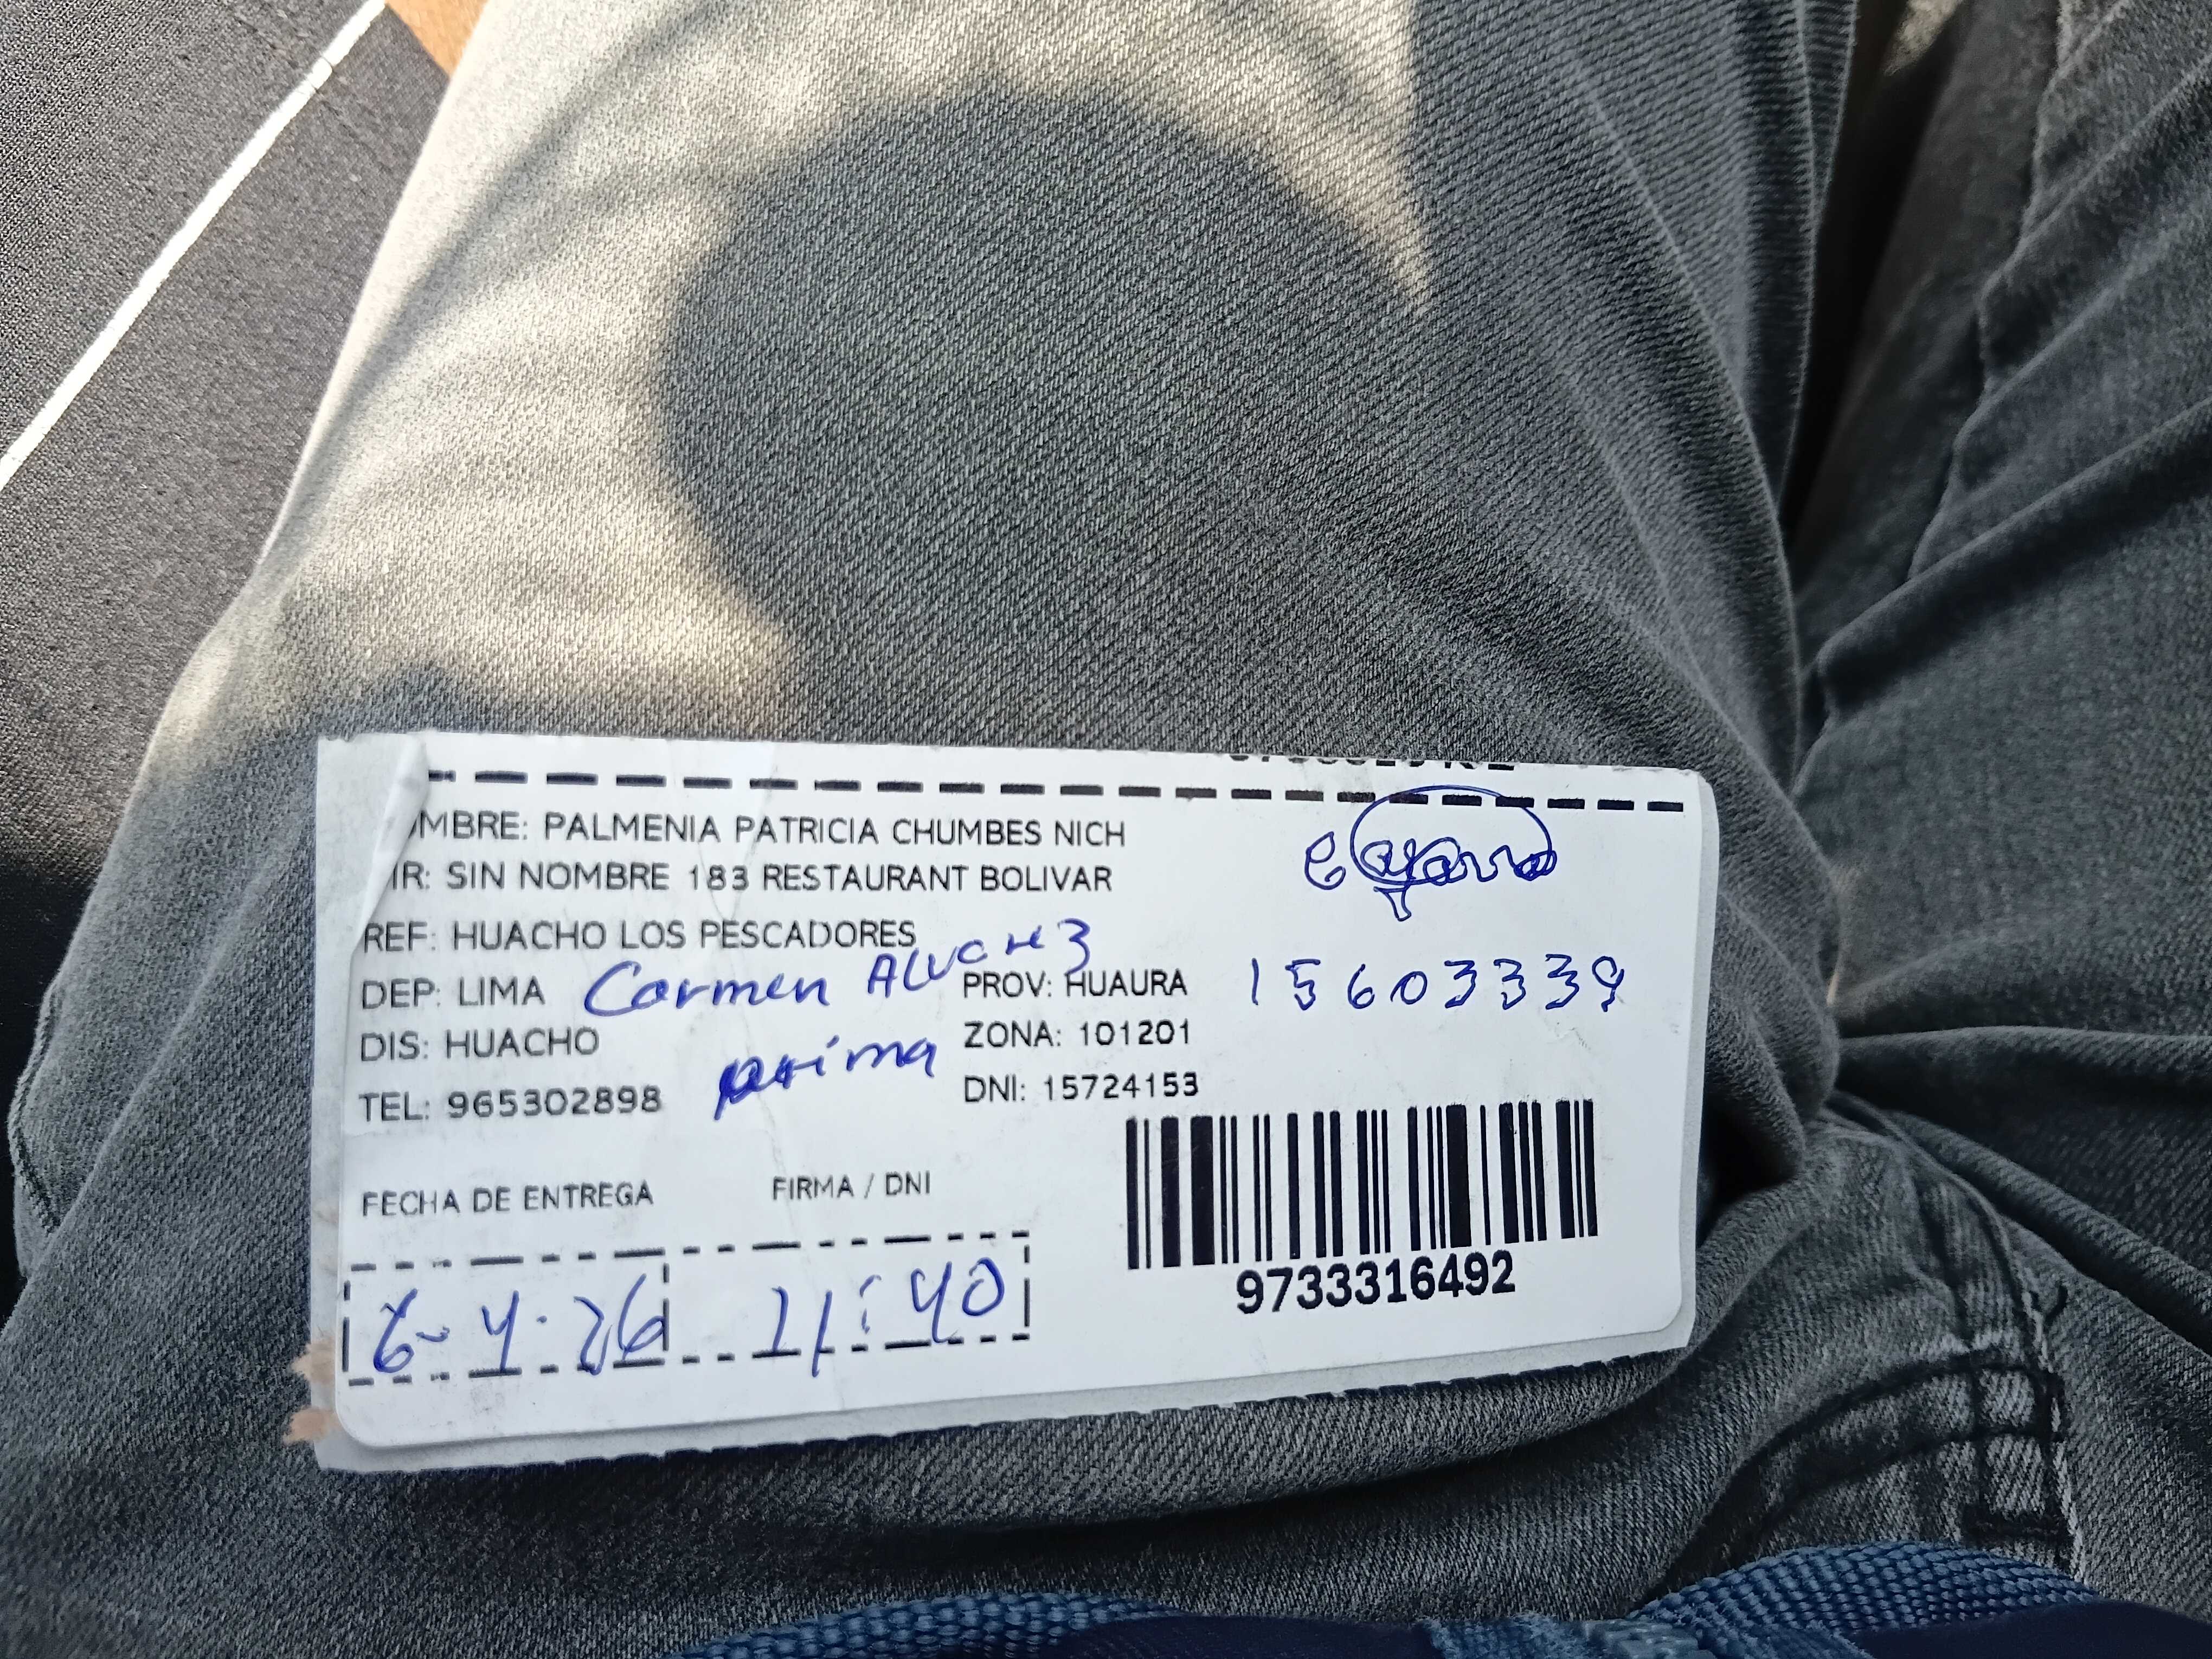 MBRE: PALMENIA PATRICIA CHUMBES NICH
IR: SIN NOMBRE 183 RESTAURANT BOLIVAR
REF: HUACHO LOS PESCADORES
DEP: LIMA Carmen Alvarez PROV: HUAURA 15603339
DIS: HUACHO prima ZONA: 101201
TEL: 965302898 DNI: 15724153
FECHA DE ENTREGA FIRMA / DNI
6-4-26 11:40
9733316492